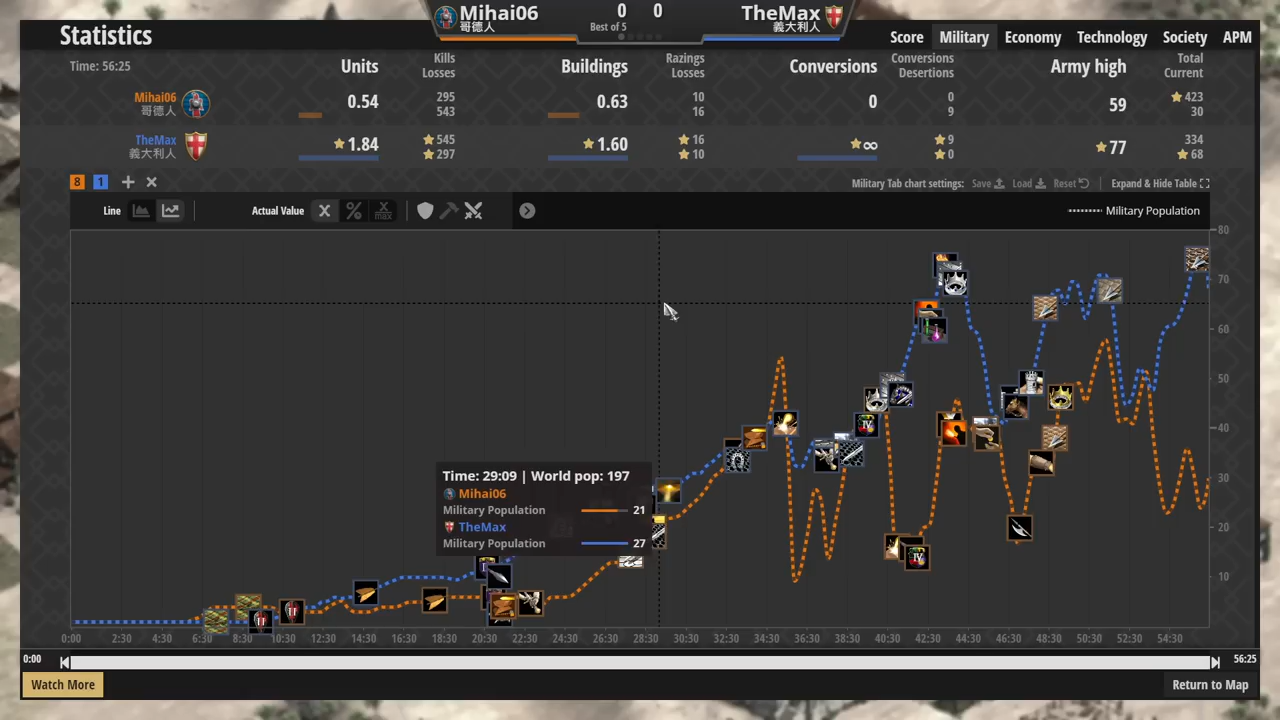 Mihai06 0 0 TheMax
哥德人 Best of 5 義大利人
Statistics
Score Military Economy Technology Society APM
Time: 56:25 Units Kills Losses Buildings Razings Losses Conversions Conversions Desertions Army high Total Current
Mihai06 哥德人 0.54 295 543 0.63 10 16 0 0 9 59 423 30
TheMax 義大利人 1.84 545 297 1.60 16 10 ∞ 9 0 77 334 68
8 1 Military Tab chart settings: Save Load Reset Expand & Hide Table
Line Actual Value X % X/max Military Population
80
70
60
50
40
30
20
10
Time: 29:09 | World pop: 197
Mihai06
Military Population 21
TheMax
Military Population 27
0:00 2:30 4:30 6:30 8:30 10:30 12:30 14:30 16:30 18:30 20:30 22:30 24:30 26:30 28:30 30:30 32:30 34:30 36:30 38:30 40:30 42:30 44:30 46:30 48:30 50:30 52:30 54:30
0:00 56:25
Watch More Return to Map